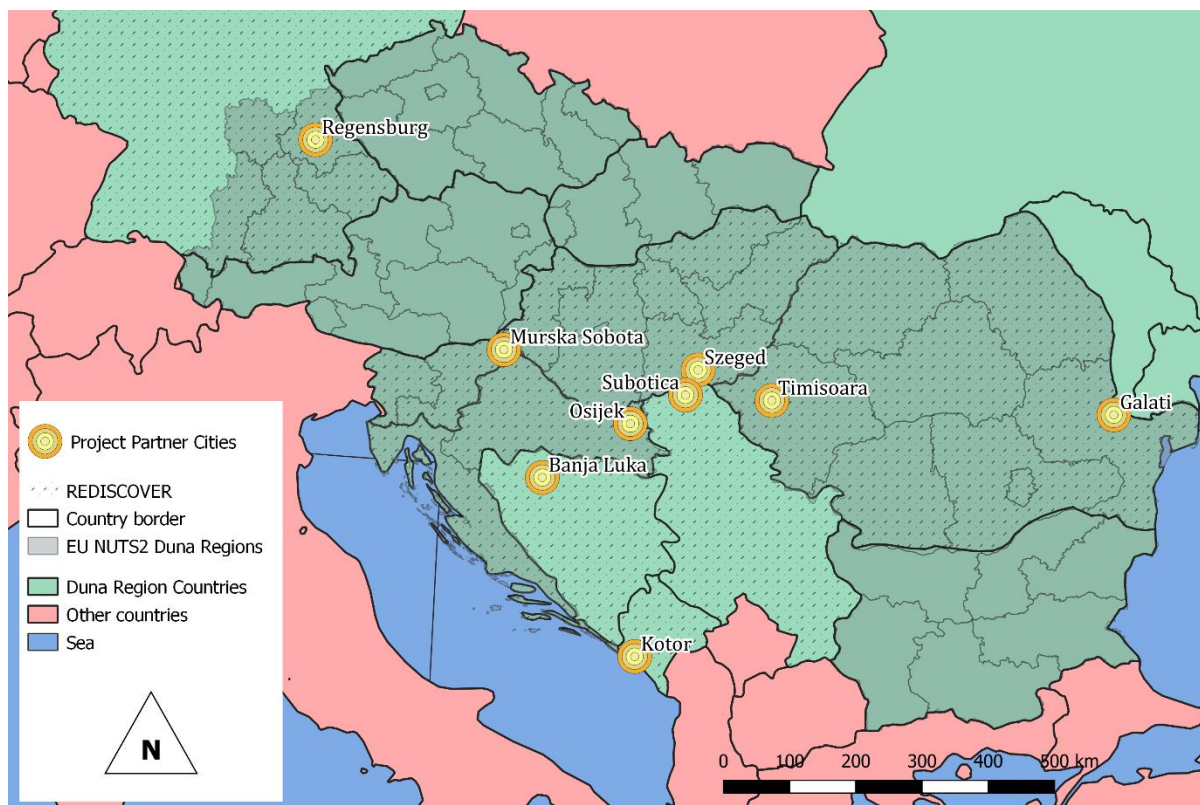 Regensburg
Murska Sobota
Szeged
Subotica
Timisoara
Osijek
Galati
Banja Luka
Kotor
Project Partner Cities
REDISCOVER
Country border
EU NUTS2 Duna Regions
Duna Region Countries
Other countries
Sea
N
0 100 200 300 400 500 km